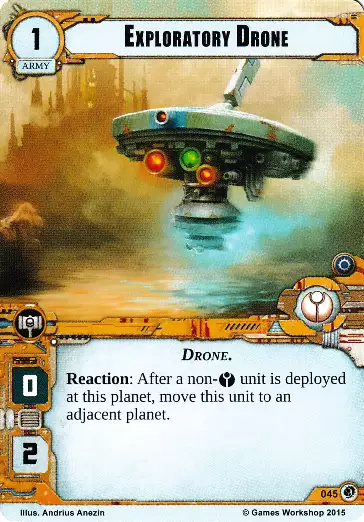 1
ARMY
EXPLORATORY DRONE
DRONE.
0
Reaction: After a non- unit is deployed
at this planet, move this unit to an
adjacent planet.
2
045
Illus. Andrius Anezin
© Games Workshop 2015